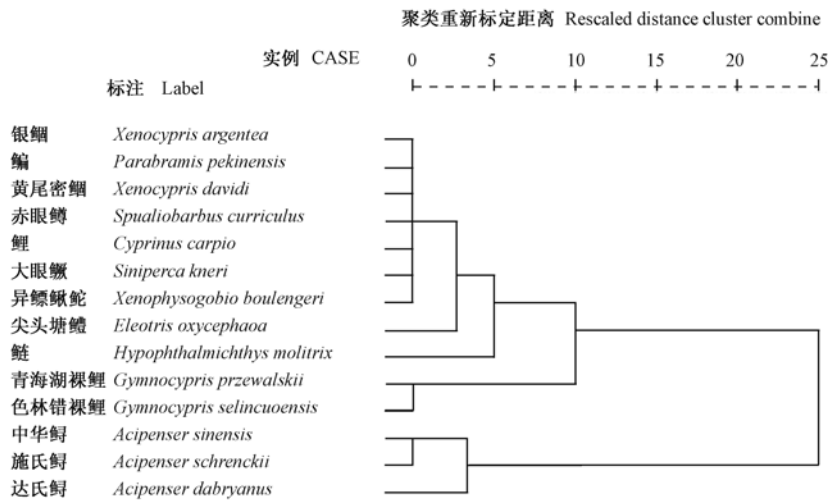 聚类重新标定距离 Rescaled distance cluster combine
实例 CASE 0 5 10 15 20 25
标注 Label
银鲴 Xenocypris argentea
鳊 Parabramis pekinensis
黄尾密鲴 Xenocypris davidi
赤眼鳟 Spualiobarbus curriculus
鲤 Cyprinus carpio
大眼鳜 Siniperca kneri
异鳔鳅鮀 Xenophysogobio boulengeri
尖头塘鳢 Eleotris oxycephaoa
鲢 Hypophthalmichthys molitrix
青海湖裸鲤 Gymnocypris przewalskii
色林错裸鲤 Gymnocypris selincuoensis
中华鲟 Acipenser sinensis
施氏鲟 Acipenser schrenckii
达氏鲟 Acipenser dabryanus